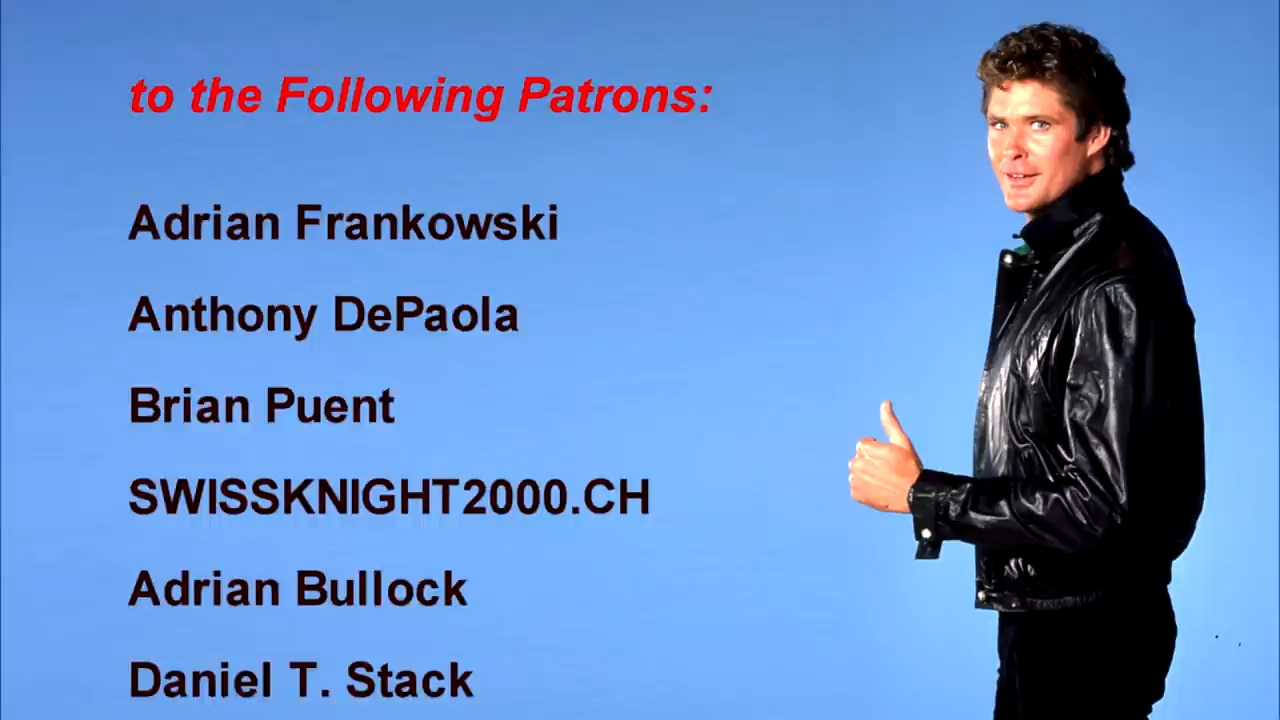 to the Following Patrons:
Adrian Frankowski
Anthony DePaola
Brian Puent
SWISSKNIGHT2000.CH
Adrian Bullock
Daniel T. Stack